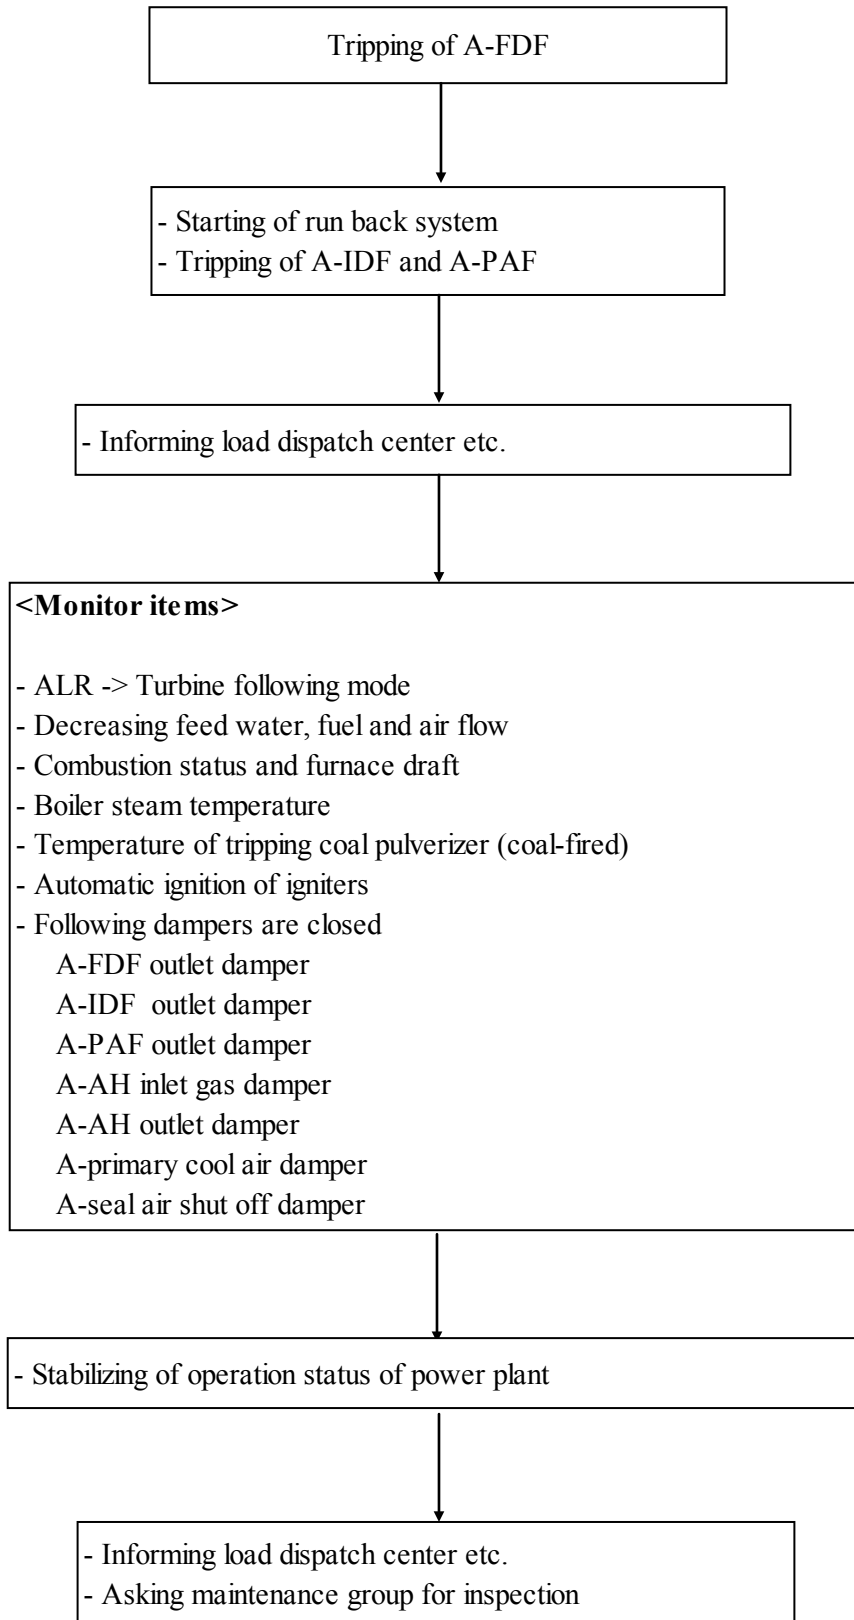 Tripping of A-FDF
- Starting of run back system
- Tripping of A-IDF and A-PAF
- Informing load dispatch center etc.
<Monitor items>
- ALR -> Turbine following mode
- Decreasing feed water, fuel and air flow
- Combustion status and furnace draft
- Boiler steam temperature
- Temperature of tripping coal pulverizer (coal-fired)
- Automatic ignition of igniters
- Following dampers are closed
A-FDF outlet damper
A-IDF outlet damper
A-PAF outlet damper
A-AH inlet gas damper
A-AH outlet damper
A-primary cool air damper
A-seal air shut off damper
- Stabilizing of operation status of power plant
- Informing load dispatch center etc.
- Asking maintenance group for inspection